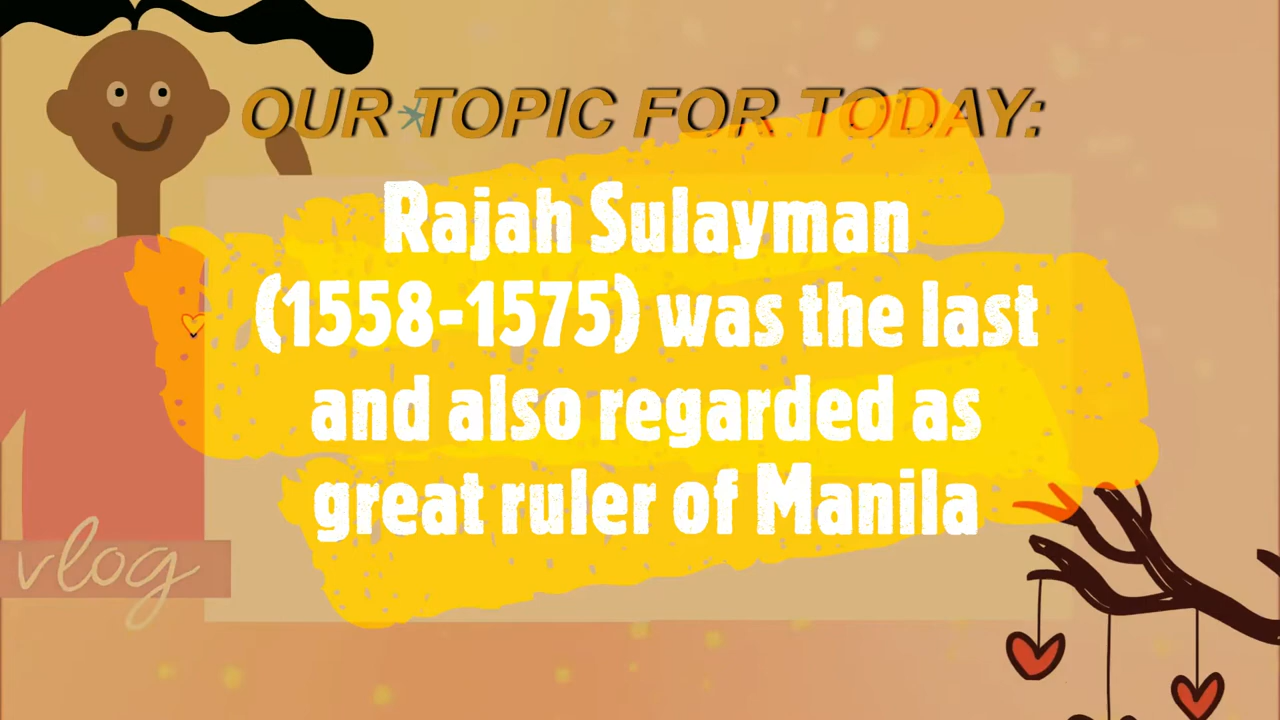 OUR TOPIC FOR TODAY:
Rajah Sulayman
(1558-1575) was the last
and also regarded as
great ruler of Manila
vlog